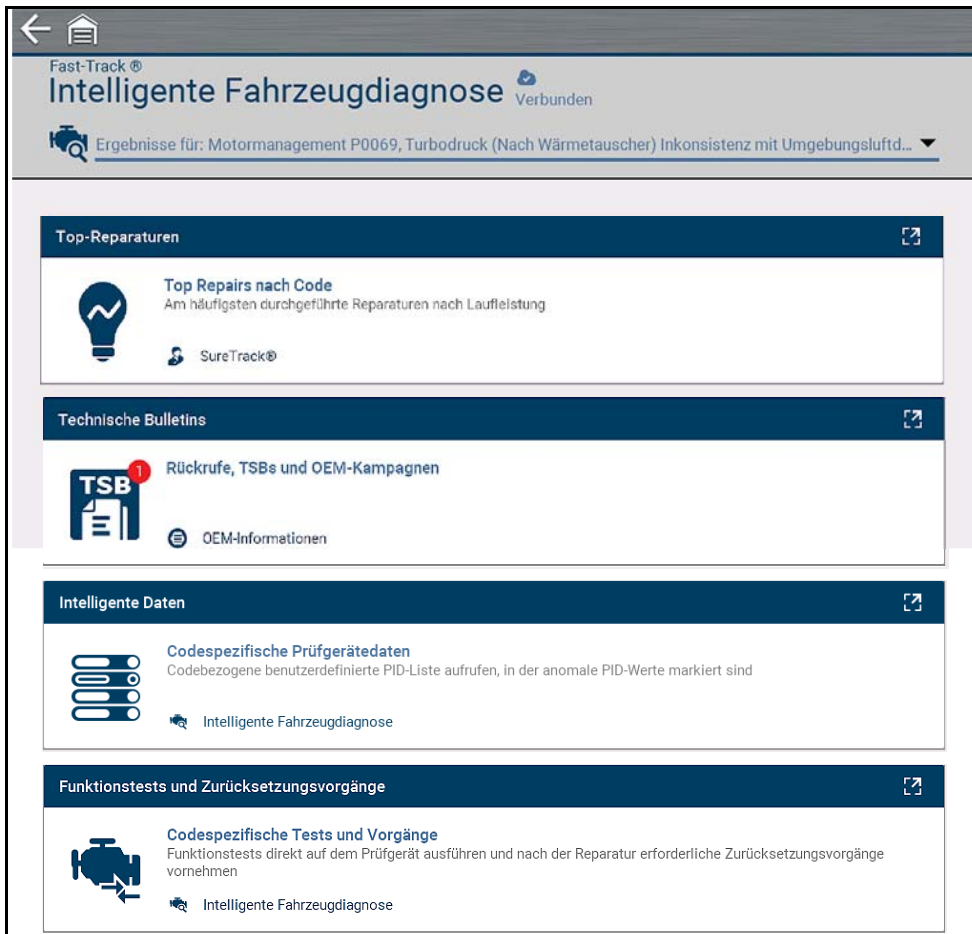 Fast-Track ®
Intelligente Fahrzeugdiagnose
Verbunden
Ergebnisse für: Motormanagement P0069, Turbodruck (Nach Wärmetauscher) Inkonsistenz mit Umgebungsluftd...
Top-Reparaturen
Top Repairs nach Code
Am häufigsten durchgeführte Reparaturen nach Laufleistung
SureTrack®
Technische Bulletins
TSB
1
Rückrufe, TSBs und OEM-Kampagnen
OEM-Informationen
Intelligente Daten
Codespezifische Prüfgerätedaten
Codebezogene benutzerdefinierte PID-Liste aufrufen, in der anomale PID-Werte markiert sind
Intelligente Fahrzeugdiagnose
Funktionstests und Zurücksetzungsvorgänge
Codespezifische Tests und Vorgänge
Funktionstests direkt auf dem Prüfgerät ausführen und nach der Reparatur erforderliche Zurücksetzungsvorgänge
vornehmen
Intelligente Fahrzeugdiagnose